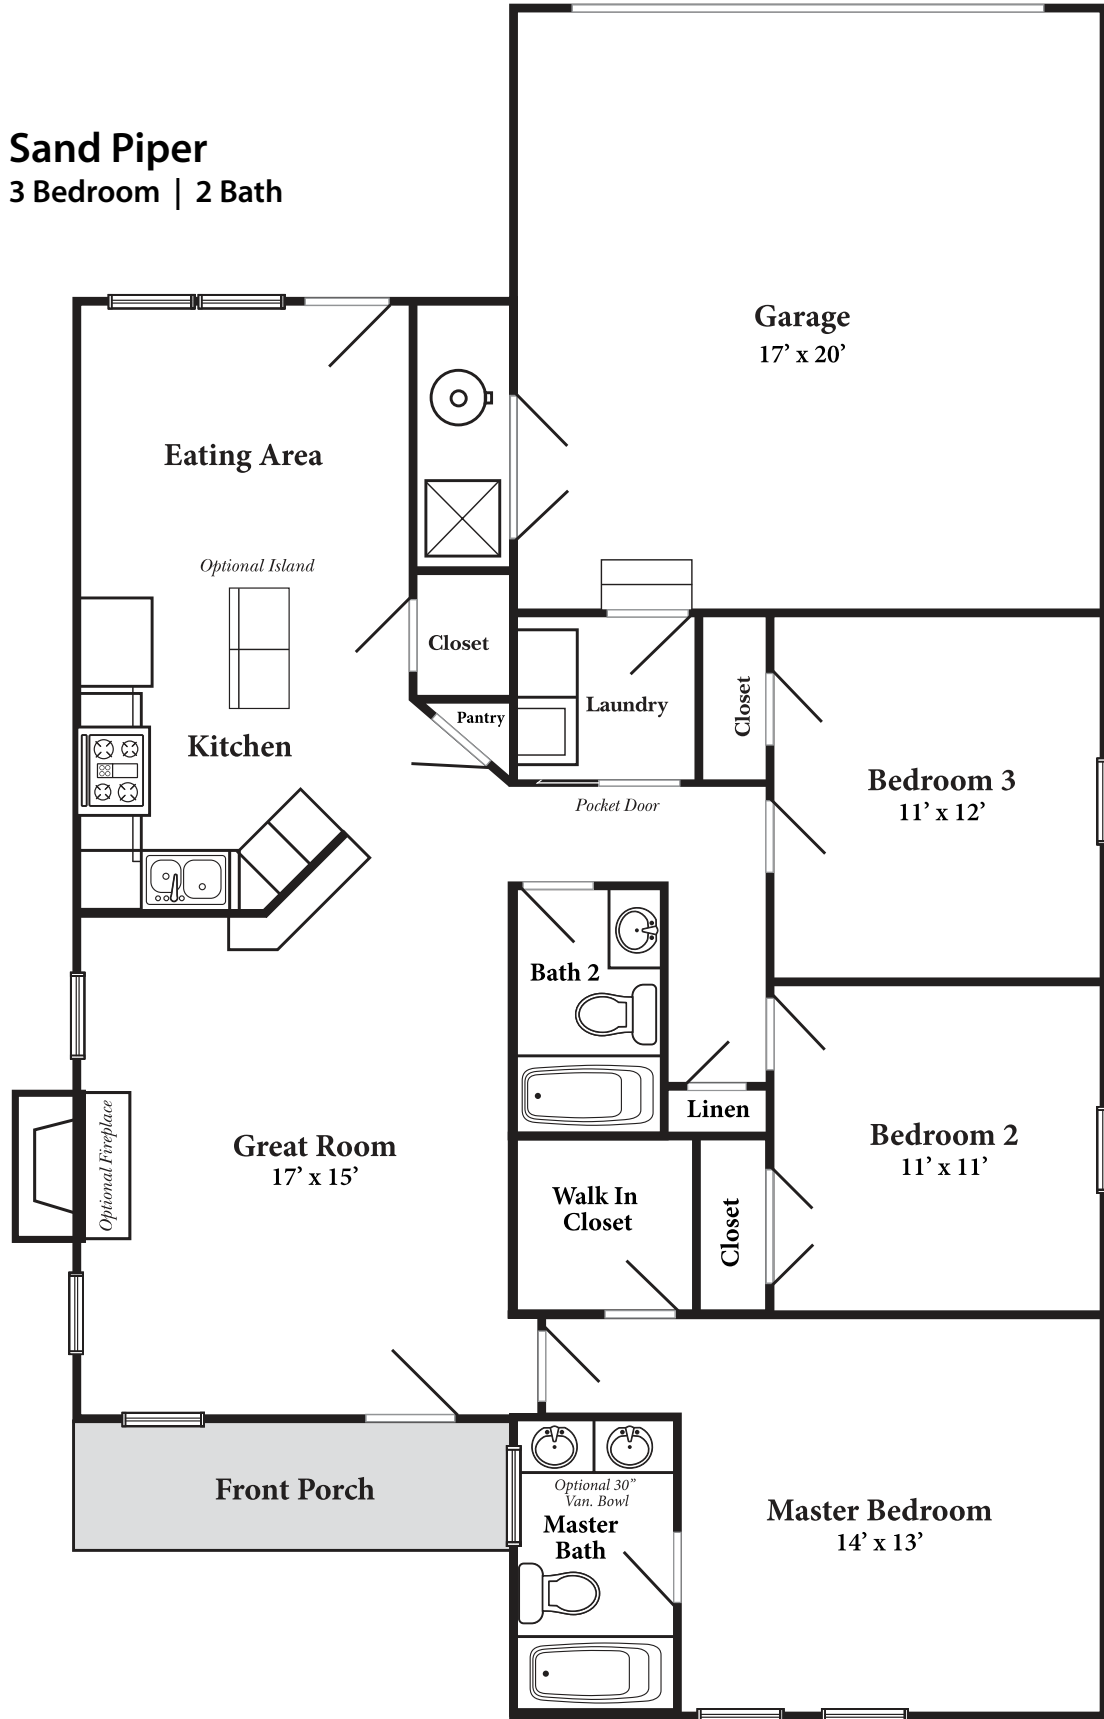 Sand Piper
3 Bedroom | 2 Bath
Garage
17’ x 20’
Eating Area
Optional Island
Closet
Pantry
Laundry
Closet
Kitchen
Pocket Door
Bedroom 3
11’ x 12’
Bath 2
Linen
Optional Fireplace
Great Room
17’ x 15’
Bedroom 2
11’ x 11’
Walk In
Closet
Closet
Front Porch
Optional 30”
Van. Bowl
Master
Bath
Master Bedroom
14’ x 13’